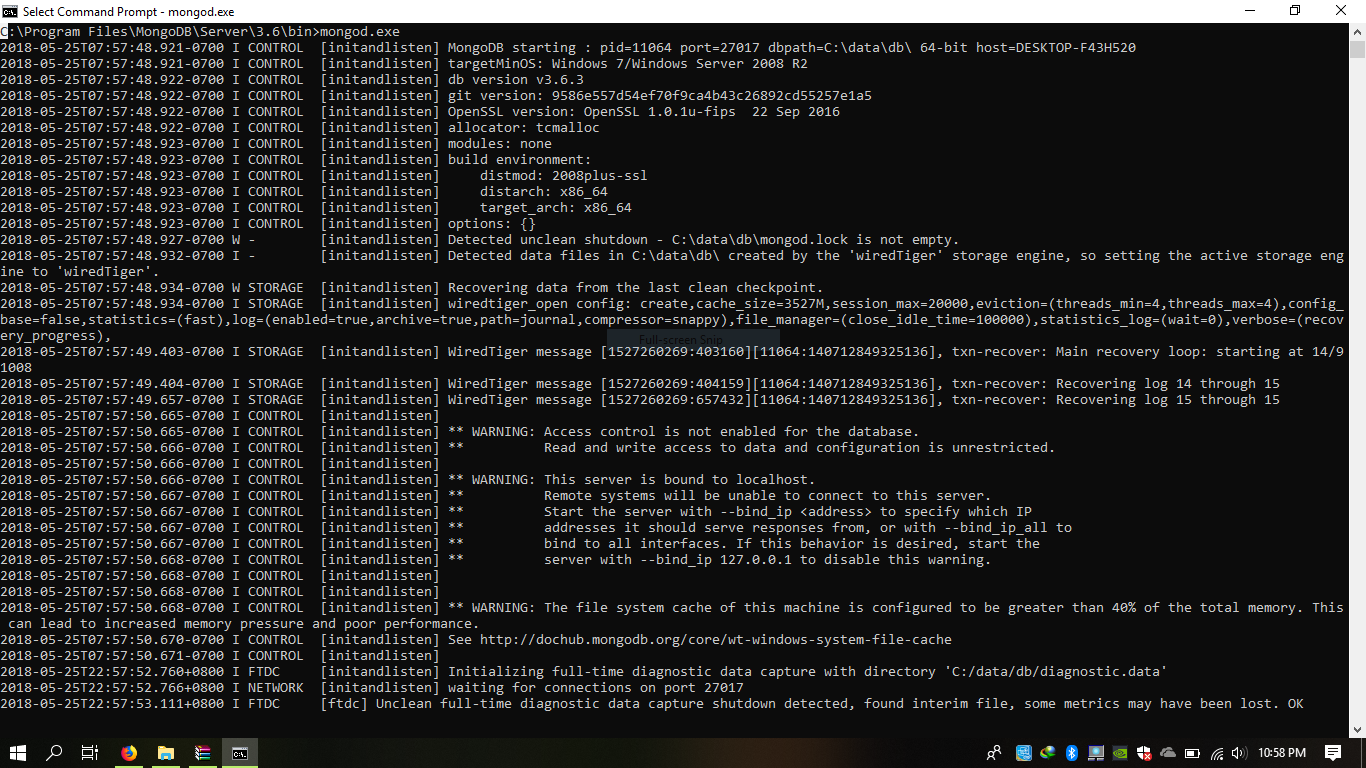 Select Command Prompt - mongod.exe
C:\Program Files\MongoDB\Server\3.6\bin>mongod.exe
2018-05-25T07:57:48.921-0700 I CONTROL  [initandlisten] MongoDB starting : pid=11064 port=27017 dbpath=C:\data\db\ 64-bit host=DESKTOP-F43H520
2018-05-25T07:57:48.921-0700 I CONTROL  [initandlisten] targetMinOS: Windows 7/Windows Server 2008 R2
2018-05-25T07:57:48.922-0700 I CONTROL  [initandlisten] db version v3.6.3
2018-05-25T07:57:48.922-0700 I CONTROL  [initandlisten] git version: 9586e557d54ef70f9ca4b43c26892cd55257e1a5
2018-05-25T07:57:48.922-0700 I CONTROL  [initandlisten] OpenSSL version: OpenSSL 1.0.1u-fips  22 Sep 2016
2018-05-25T07:57:48.922-0700 I CONTROL  [initandlisten] allocator: tcmalloc
2018-05-25T07:57:48.923-0700 I CONTROL  [initandlisten] modules: none
2018-05-25T07:57:48.923-0700 I CONTROL  [initandlisten] build environment:
2018-05-25T07:57:48.923-0700 I CONTROL  [initandlisten]     distmod: 2008plus-ssl
2018-05-25T07:57:48.923-0700 I CONTROL  [initandlisten]     distarch: x86_64
2018-05-25T07:57:48.923-0700 I CONTROL  [initandlisten]     target_arch: x86_64
2018-05-25T07:57:48.923-0700 I CONTROL  [initandlisten] options: {}
2018-05-25T07:57:48.927-0700 W -        [initandlisten] Detected unclean shutdown - C:\data\db\mongod.lock is not empty.
2018-05-25T07:57:48.932-0700 I -        [initandlisten] Detected data files in C:\data\db\ created by the 'wiredTiger' storage engine, so setting the active storage eng
ine to 'wiredTiger'.
2018-05-25T07:57:48.934-0700 W STORAGE  [initandlisten] Recovering data from the last clean checkpoint.
2018-05-25T07:57:48.934-0700 I STORAGE  [initandlisten] wiredtiger_open config: create,cache_size=3527M,session_max=20000,eviction=(threads_min=4,threads_max=4),config_
base=false,statistics=(fast),log=(enabled=true,archive=true,path=journal,compressor=snappy),file_manager=(close_idle_time=100000),statistics_log=(wait=0),verbose=(recov
ery_progress),
Full-screen Snip
2018-05-25T07:57:49.403-0700 I STORAGE  [initandlisten] WiredTiger message [1527260269:403160][11064:140712849325136], txn-recover: Main recovery loop: starting at 14/9
1008
2018-05-25T07:57:49.404-0700 I STORAGE  [initandlisten] WiredTiger message [1527260269:404159][11064:140712849325136], txn-recover: Recovering log 14 through 15
2018-05-25T07:57:49.657-0700 I STORAGE  [initandlisten] WiredTiger message [1527260269:657432][11064:140712849325136], txn-recover: Recovering log 15 through 15
2018-05-25T07:57:50.665-0700 I CONTROL  [initandlisten]
2018-05-25T07:57:50.665-0700 I CONTROL  [initandlisten] ** WARNING: Access control is not enabled for the database.
2018-05-25T07:57:50.666-0700 I CONTROL  [initandlisten] **          Read and write access to data and configuration is unrestricted.
2018-05-25T07:57:50.666-0700 I CONTROL  [initandlisten]
2018-05-25T07:57:50.666-0700 I CONTROL  [initandlisten] ** WARNING: This server is bound to localhost.
2018-05-25T07:57:50.667-0700 I CONTROL  [initandlisten] **          Remote systems will be unable to connect to this server.
2018-05-25T07:57:50.667-0700 I CONTROL  [initandlisten] **          Start the server with --bind_ip <address> to specify which IP
2018-05-25T07:57:50.667-0700 I CONTROL  [initandlisten] **          addresses it should serve responses from, or with --bind_ip_all to
2018-05-25T07:57:50.667-0700 I CONTROL  [initandlisten] **          bind to all interfaces. If this behavior is desired, start the
2018-05-25T07:57:50.668-0700 I CONTROL  [initandlisten] **          server with --bind_ip 127.0.0.1 to disable this warning.
2018-05-25T07:57:50.668-0700 I CONTROL  [initandlisten]
2018-05-25T07:57:50.668-0700 I CONTROL  [initandlisten]
2018-05-25T07:57:50.668-0700 I CONTROL  [initandlisten] ** WARNING: The file system cache of this machine is configured to be greater than 40% of the total memory. This
can lead to increased memory pressure and poor performance.
2018-05-25T07:57:50.670-0700 I CONTROL  [initandlisten] See http://dochub.mongodb.org/core/wt-windows-system-file-cache
2018-05-25T07:57:50.671-0700 I CONTROL  [initandlisten]
2018-05-25T22:57:52.760+0800 I FTDC     [initandlisten] Initializing full-time diagnostic data capture with directory 'C:/data/db/diagnostic.data'
2018-05-25T22:57:52.766+0800 I NETWORK  [initandlisten] waiting for connections on port 27017
2018-05-25T22:57:53.111+0800 I FTDC     [ftdc] Unclean full-time diagnostic data capture shutdown detected, found interim file, some metrics may have been lost. OK
10:58 PM